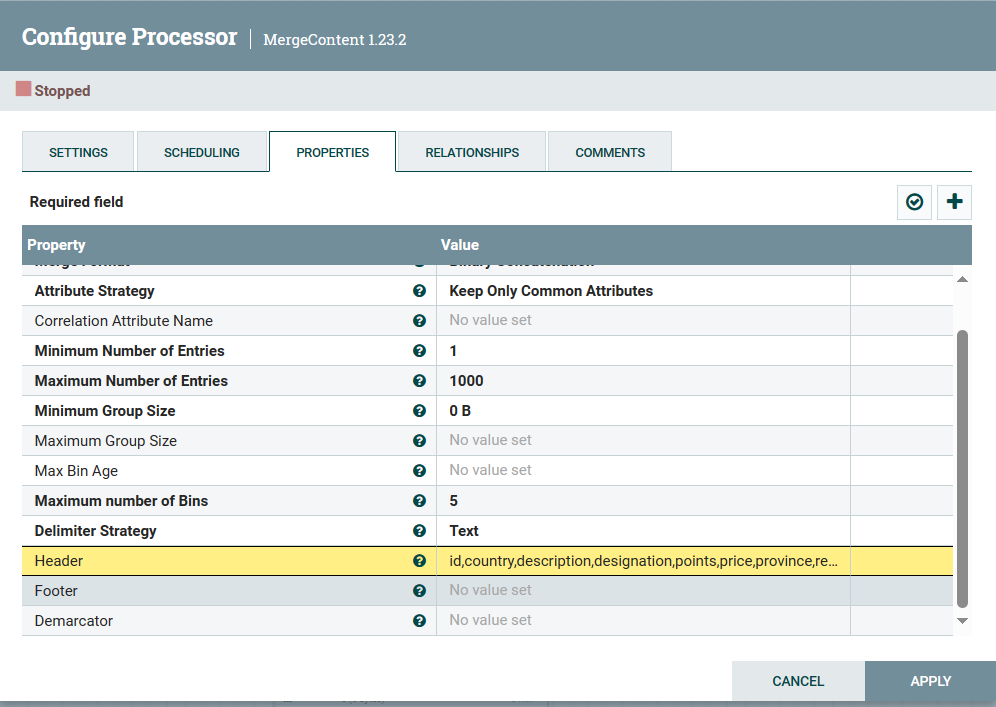 Configure Processor | MergeContent 1.23.2
Stopped
SETTINGS SCHEDULING PROPERTIES RELATIONSHIPS COMMENTS
Required field
Property Value
Merge Format Binary Concatenation
Attribute Strategy Keep Only Common Attributes
Correlation Attribute Name No value set
Minimum Number of Entries 1
Maximum Number of Entries 1000
Minimum Group Size 0 B
Maximum Group Size No value set
Max Bin Age No value set
Maximum number of Bins 5
Delimiter Strategy Text
Header id,country,description,designation,points,price,province,re...
Footer No value set
Demarcator No value set
CANCEL APPLY